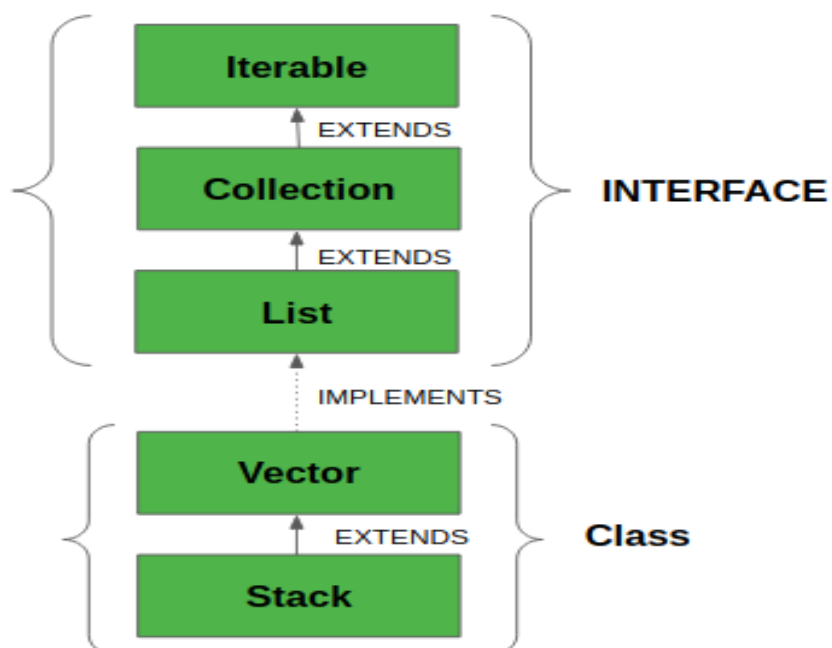 Iterable
EXTENDS
Collection
INTERFACE
EXTENDS
List
IMPLEMENTS
Vector
EXTENDS
Class
Stack